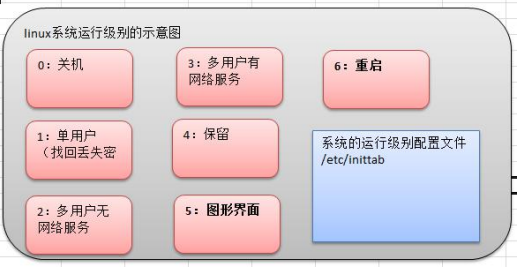 linux系统运行级别的示意图
0：关机
1：单用户
（找回丢失密
2：多用户无
网络服务
3：多用户有
网络服务
4：保留
5：图形界面
6：重启
系统的运行级别配置文件
/etc/inittab